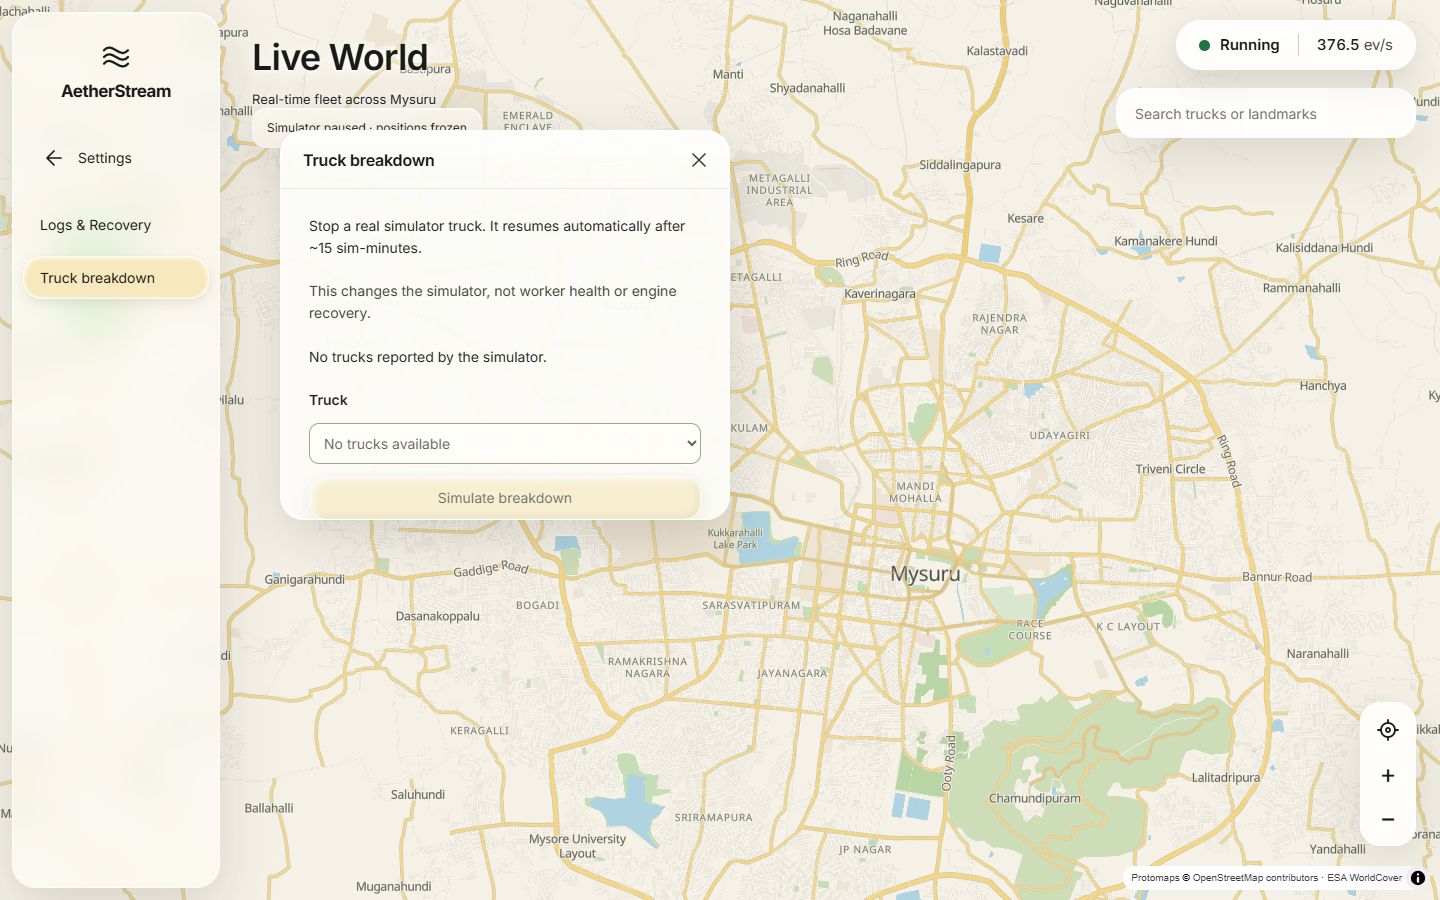 AetherStream
Settings
Logs & Recovery
Truck breakdown
Live World
Real-time fleet across Mysuru
Simulator paused · positions frozen
Running
376.5 ev/s
Search trucks or landmarks
Truck breakdown
Stop a real simulator truck. It resumes automatically after
~15 sim-minutes.
This changes the simulator, not worker health or engine
recovery.
No trucks reported by the simulator.
Truck
No trucks available
Simulate breakdown
Naganahalli
Hosa Badavane
Kalastavadi
Manti
Shyadanahalli
EMERALD
ENCLAVE
Siddalingapura
METAGALLI
INDUSTRIAL
AREA
Kesare
Kamanakere Hundi
Kalisiddana Hundi
Ring Road
Kaverinagara
Rammanahalli
RAJENDRA
NAGAR
Hanchya
UDAYAGIRI
Ring Road
Triveni Circle
MANDI
MOHALLA
Kukkarahalli
Lake Park
Mysuru
Gaddige Road
Ganigarahundi
Bannur Road
Dasanakoppalu
BOGADI
SARASVATIPURAM
RACE
COURSE
K C LAYOUT
Naranahalli
RAMAKRISHNA
NAGARA
JAYANAGARA
KERAGALLI
Ooty Road
Lalitadripura
Chamundipuram
Ballahalli
Saluhundi
SRIRAMAPURA
Mysore University
Layout
JP NAGAR
Yandahalli
Muganahundi
+
−
Protomaps © OpenStreetMap contributors · ESA WorldCover